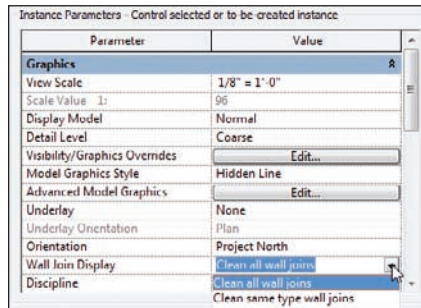 Instance Parameters - Control selected or to-be-created instance
Parameter Value
Graphics
View Scale 1/8" = 1'-0"
Scale Value 1: 96
Display Model Normal
Detail Level Coarse
Visibility/Graphics Overrides Edit...
Model Graphics Style Hidden Line
Advanced Model Graphics Edit...
Underlay None
Underlay Orientation Plan
Orientation Project North
Wall Join Display Clean all wall joins
Discipline Clean all wall joins
Clean same type wall joins